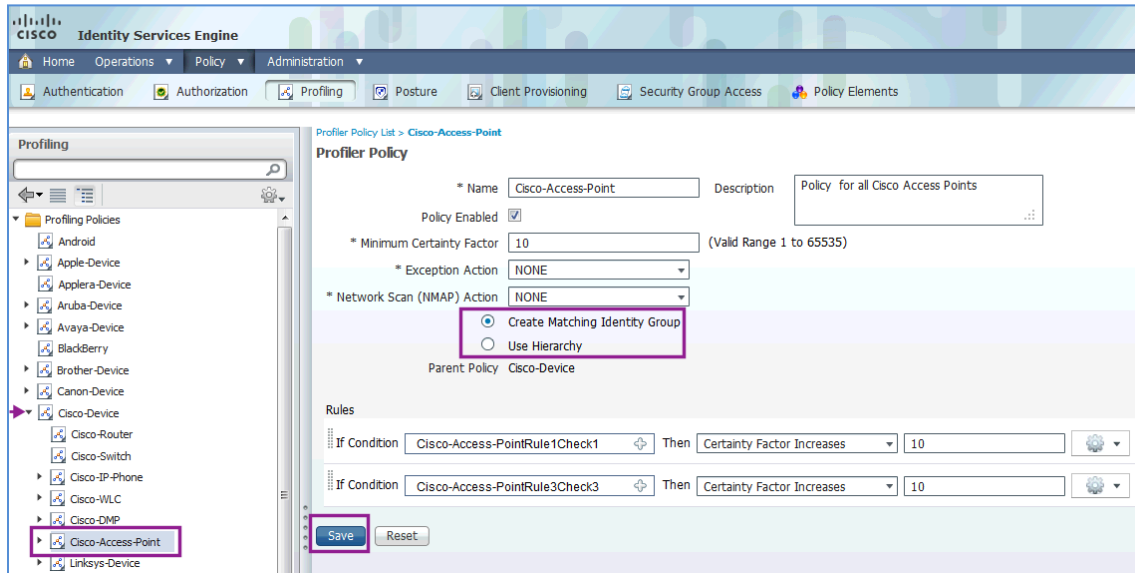 CISCO Identity Services Engine
Home Operations Policy Administration
Authentication Authorization Profiling Posture Client Provisioning Security Group Access Policy Elements
Profiling
Profiling Policies
Android
Apple-Device
Applera-Device
Aruba-Device
Avaya-Device
BlackBerry
Brother-Device
Canon-Device
Cisco-Device
Cisco-Router
Cisco-Switch
Cisco-IP-Phone
Cisco-WLC
Cisco-DMP
Cisco-Access-Point
Linksys-Device
Profiler Policy List > Cisco-Access-Point
Profiler Policy
* Name Cisco-Access-Point Description Policy for all Cisco Access Points
Policy Enabled
* Minimum Certainty Factor 10 (Valid Range 1 to 65535)
* Exception Action NONE
* Network Scan (NMAP) Action NONE
Create Matching Identity Group
Use Hierarchy
Parent Policy Cisco-Device
Rules
If Condition Cisco-Access-PointRule1Check1 Then Certainty Factor Increases 10
If Condition Cisco-Access-PointRule3Check3 Then Certainty Factor Increases 10
Save Reset